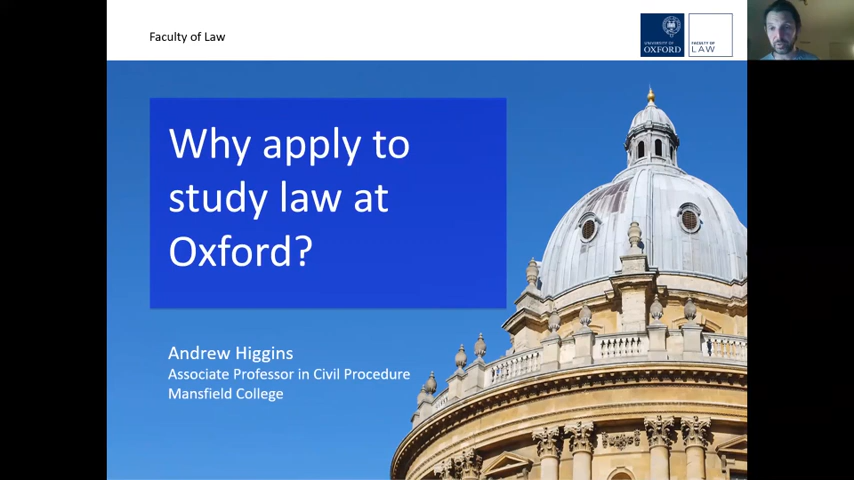 Faculty of Law
UNIVERSITY OF
OXFORD
FACULTY OF
LAW
Why apply to
study law at
Oxford?
Andrew Higgins
Associate Professor in Civil Procedure
Mansfield College